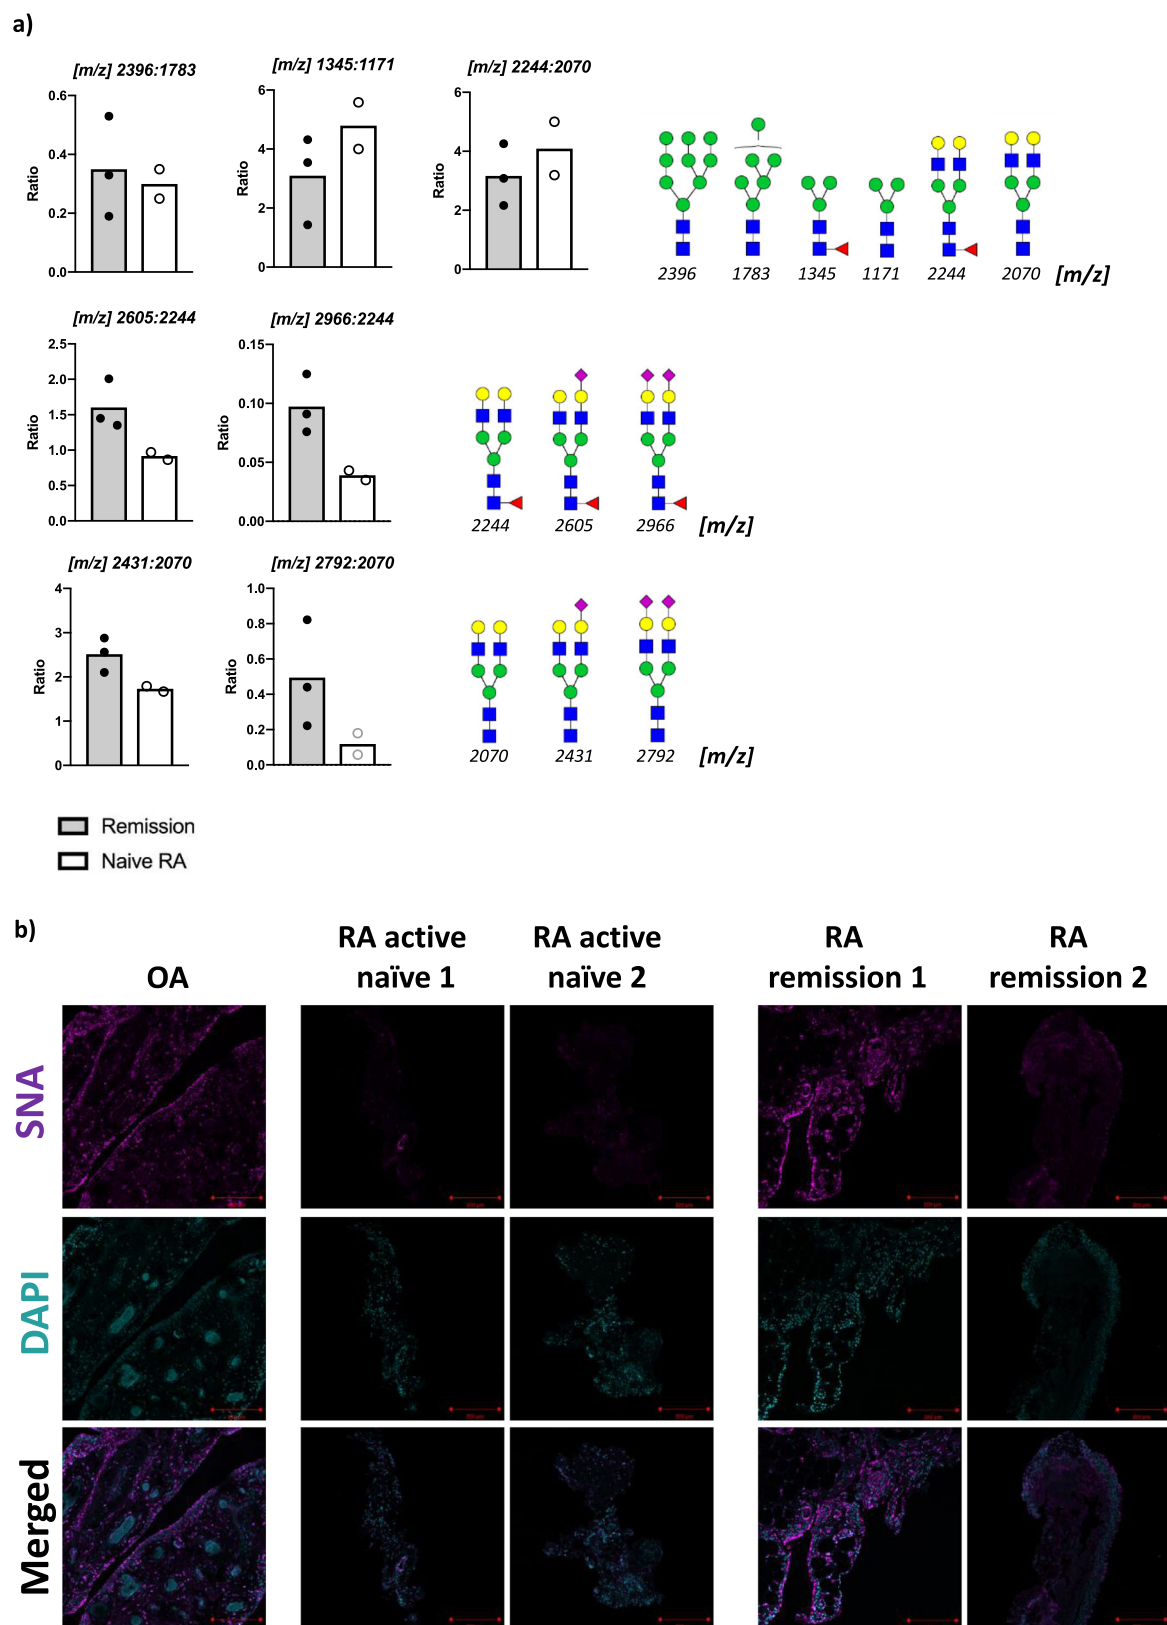 a)
[m/z] 2396:1783
[m/z] 1345:1171
[m/z] 2244:2070
Ratio
0.6
0.4
0.2
0.0
Ratio
6
4
2
0
Ratio
6
4
2
0
2396 1783 1345 1171 2244 2070 [m/z]
[m/z] 2605:2244
[m/z] 2966:2244
Ratio
2.5
2.0
1.5
1.0
0.5
0.0
Ratio
0.15
0.10
0.05
0.00
2244 2605 2966 [m/z]
[m/z] 2431:2070
[m/z] 2792:2070
Ratio
4
3
2
1
0
Ratio
1.0
0.8
0.6
0.4
0.2
0.0
2070 2431 2792 [m/z]
Remission
Naive RA
b)
OA
RA active
naïve 1
RA active
naïve 2
RA
remission 1
RA
remission 2
SNA
DAPI
Merged